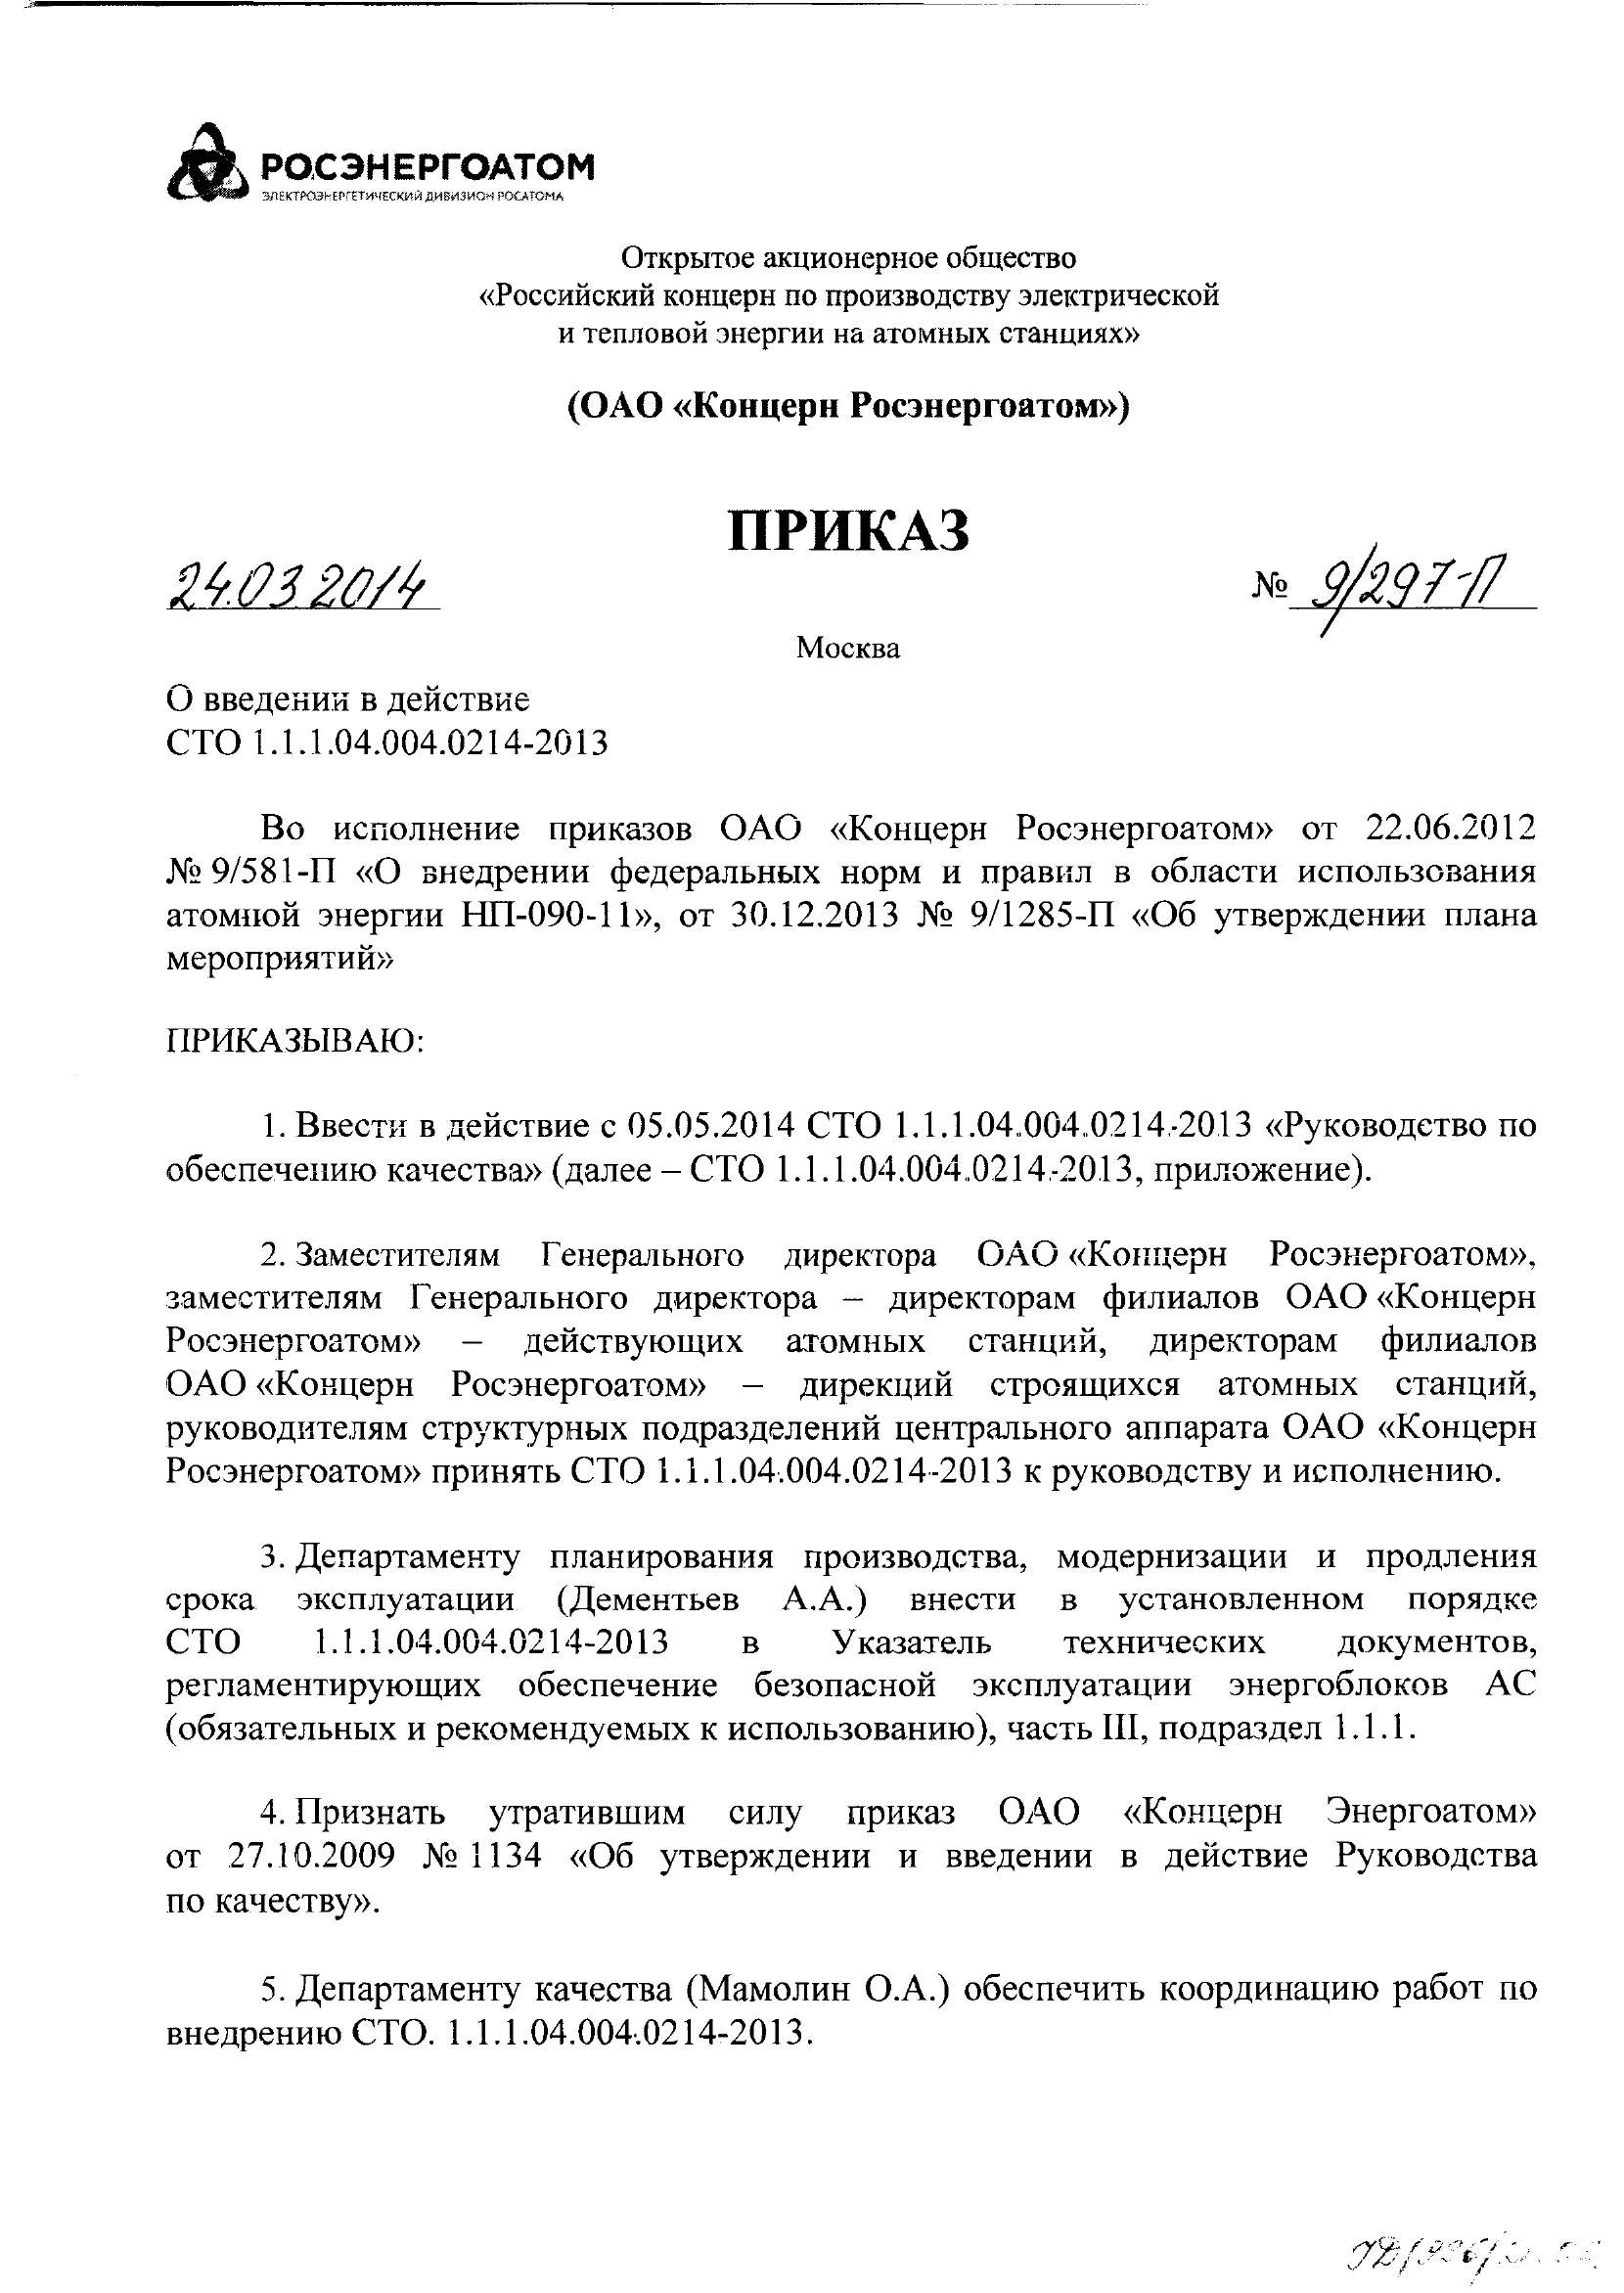 РОСЭНЕРГОАТОМ
ЭЛЕКТРОЭНЕРГЕТИЧЕСКИЙ ДИВИЗИОН РОСАТОМА
Открытое акционерное общество
«Российский концерн по производству электрической
и тепловой энергии на атомных станциях»
(ОАО «Концерн Росэнергоатом»)
ПРИКАЗ
24.03 2014 № 9/297-П
Москва
О введении в действие
СТО 1.1.1.04.004.0214-2013
Во исполнение приказов ОАО «Концерн Росэнергоатом» от 22.06.2012
№ 9/581-П «О внедрении федеральных норм и правил в области использования
атомной энергии НП-090-11», от 30.12.2013 № 9/1285-П «Об утверждении плана
мероприятий»
ПРИКАЗЫВАЮ:
1. Ввести в действие с 05.05.2014 СТО 1.1.1.04.004.0214-2013 «Руководство по
обеспечению качества» (далее – СТО 1.1.1.04.004.0214-2013, приложение).
2. Заместителям Генерального директора ОАО «Концерн Росэнергоатом»,
заместителям Генерального директора – директорам филиалов ОАО «Концерн
Росэнергоатом» – действующих атомных станций, директорам филиалов
ОАО «Концерн Росэнергоатом» – дирекций строящихся атомных станций,
руководителям структурных подразделений центрального аппарата ОАО «Концерн
Росэнергоатом» принять СТО 1.1.1.04.004.0214-2013 к руководству и исполнению.
3. Департаменту планирования производства, модернизации и продления
срока эксплуатации (Дементьев А.А.) внести в установленном порядке
СТО 1.1.1.04.004.0214-2013 в Указатель технических документов,
регламентирующих обеспечение безопасной эксплуатации энергоблоков АС
(обязательных и рекомендуемых к использованию), часть III, подраздел 1.1.1.
4. Признать утратившим силу приказ ОАО «Концерн Энергоатом»
от 27.10.2009 № 1134 «Об утверждении и введении в действие Руководства
по качеству».
5. Департаменту качества (Мамолин О.А.) обеспечить координацию работ по
внедрению СТО. 1.1.1.04.004.0214-2013.